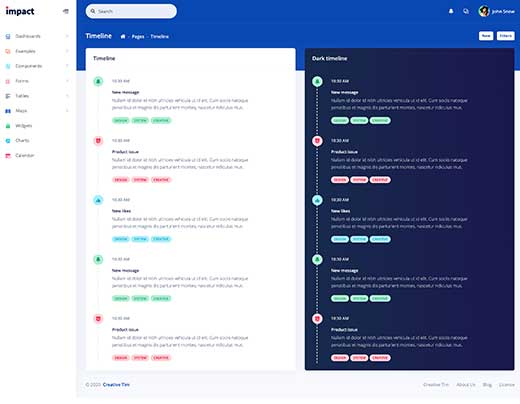 impact
Search
John Snow
Dashboards
Examples
Components
Forms
Tables
Maps
Widgets
Charts
Calendar
Timeline
Pages
Timeline
New
Filters
Timeline
10:30 AM
New message
Nullam id dolor id nibh ultricies vehicula ut id elit. Cum sociis natoque
penatibus et magnis dis parturient montes, nascetur ridiculus mus.
DESIGN SYSTEM CREATIVE
10:30 AM
Product issue
Nullam id dolor id nibh ultricies vehicula ut id elit. Cum sociis natoque
penatibus et magnis dis parturient montes, nascetur ridiculus mus.
DESIGN SYSTEM CREATIVE
10:30 AM
New likes
Nullam id dolor id nibh ultricies vehicula ut id elit. Cum sociis natoque
penatibus et magnis dis parturient montes, nascetur ridiculus mus.
DESIGN SYSTEM CREATIVE
10:30 AM
New message
Nullam id dolor id nibh ultricies vehicula ut id elit. Cum sociis natoque
penatibus et magnis dis parturient montes, nascetur ridiculus mus.
DESIGN SYSTEM CREATIVE
10:30 AM
Product issue
Nullam id dolor id nibh ultricies vehicula ut id elit. Cum sociis natoque
penatibus et magnis dis parturient montes, nascetur ridiculus mus.
DESIGN SYSTEM CREATIVE
Dark timeline
10:30 AM
New message
Nullam id dolor id nibh ultricies vehicula ut id elit. Cum sociis natoque
penatibus et magnis dis parturient montes, nascetur ridiculus mus.
DESIGN SYSTEM CREATIVE
10:30 AM
Product issue
Nullam id dolor id nibh ultricies vehicula ut id elit. Cum sociis natoque
penatibus et magnis dis parturient montes, nascetur ridiculus mus.
DESIGN SYSTEM CREATIVE
10:30 AM
New likes
Nullam id dolor id nibh ultricies vehicula ut id elit. Cum sociis natoque
penatibus et magnis dis parturient montes, nascetur ridiculus mus.
DESIGN SYSTEM CREATIVE
10:30 AM
New message
Nullam id dolor id nibh ultricies vehicula ut id elit. Cum sociis natoque
penatibus et magnis dis parturient montes, nascetur ridiculus mus.
DESIGN SYSTEM CREATIVE
10:30 AM
Product issue
Nullam id dolor id nibh ultricies vehicula ut id elit. Cum sociis natoque
penatibus et magnis dis parturient montes, nascetur ridiculus mus.
DESIGN SYSTEM CREATIVE
© 2020 Creative Tim
Creative Tim About Us Blog License